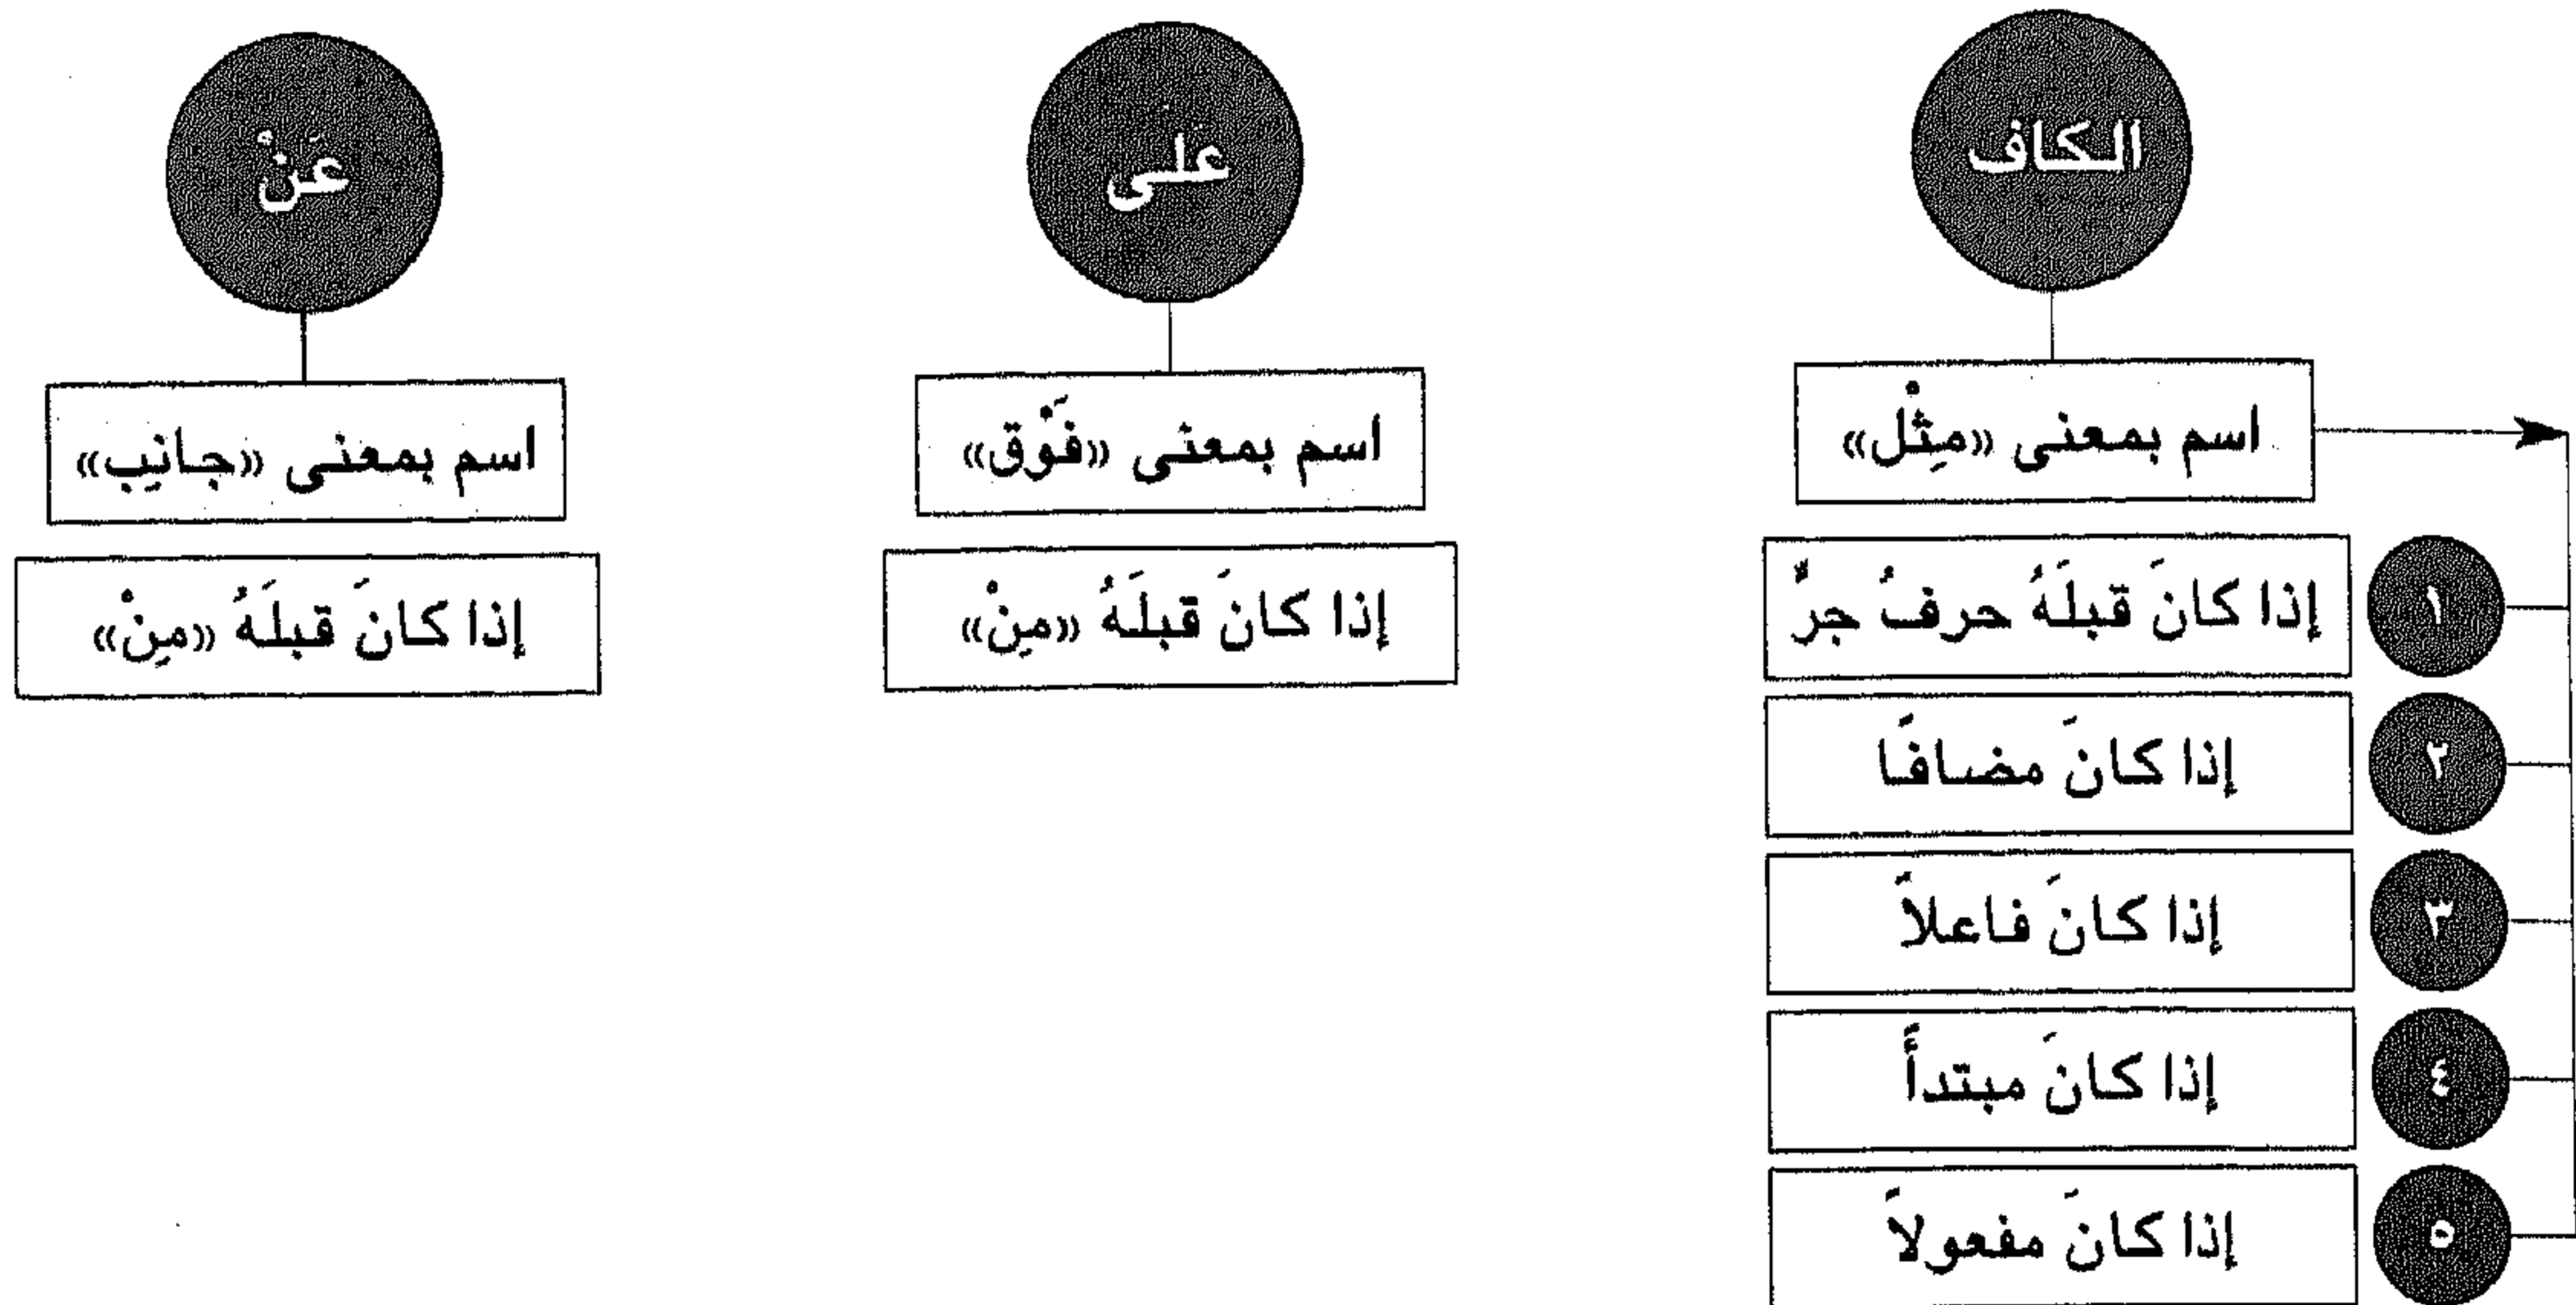 الكاف
اسم بمعنى «مِثْل»
١ إذا كانَ قبلَهُ حرفُ جرٍّ
٢ إذا كانَ مضافًا
٣ إذا كانَ فاعلاً
٤ إذا كانَ مبتدأً
٥ إذا كانَ مفعولاً
عَلى
اسم بمعنى «فَوْق»
إذا كانَ قبلَهُ «مِنْ»
عَنْ
اسم بمعنى «جانِب»
إذا كانَ قبلَهُ «مِنْ»